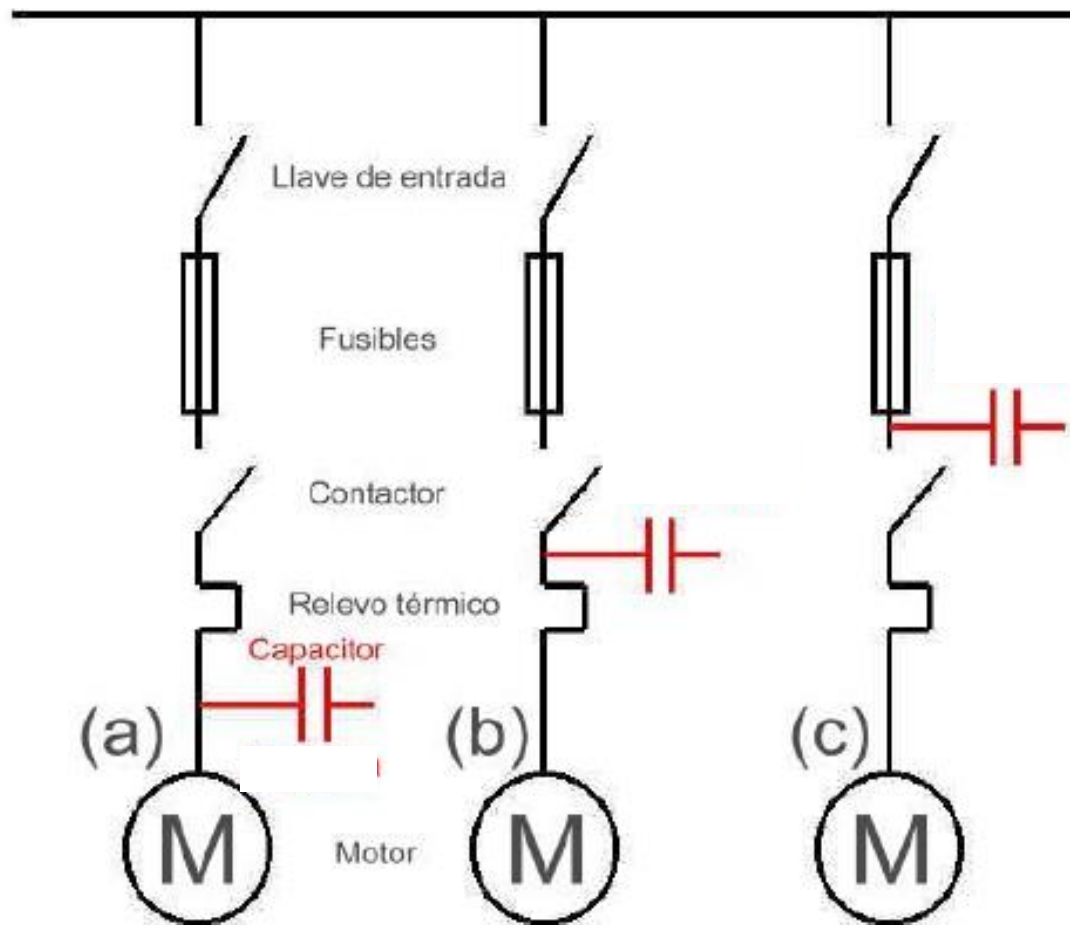 Llave de entrada
Fusibles
Contactor
Relevo térmico
Capacitor
(a)
(b)
(c)
M
M
M
Motor